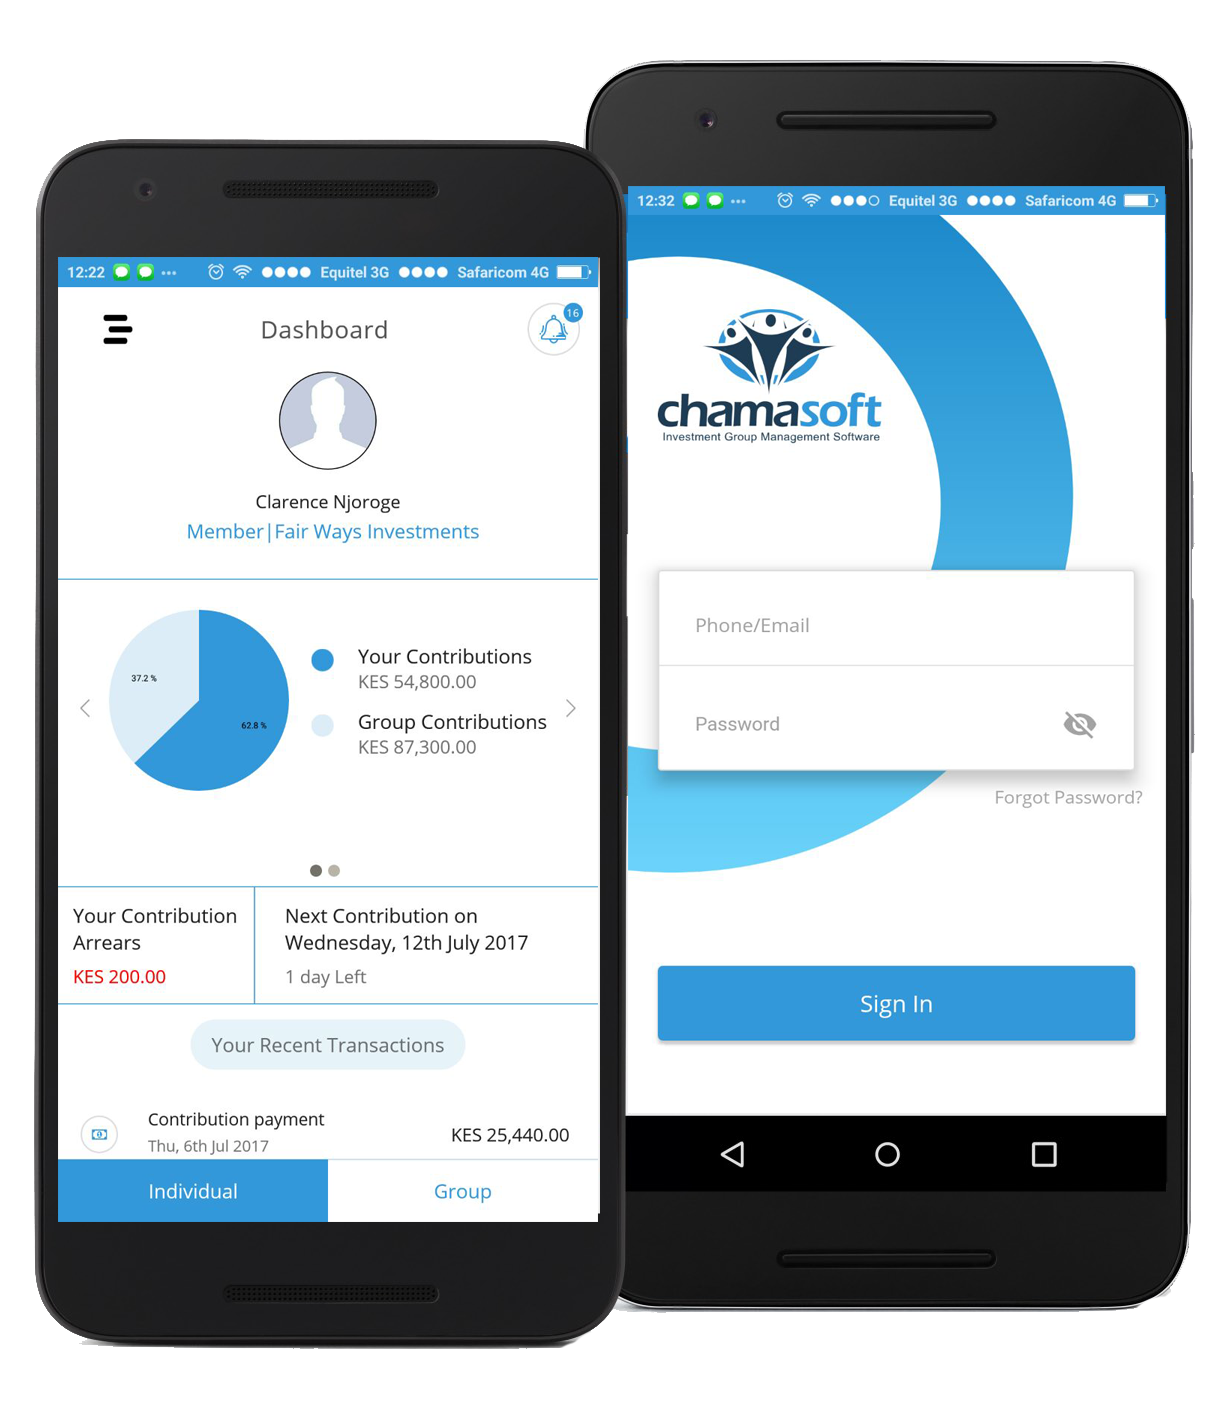 12:22 ... Equitel 3G Safaricom 4G
Dashboard
16
Clarence Njoroge
Member|Fair Ways Investments
37.2 %
62.8 %
Your Contributions
KES 54,800.00
Group Contributions
KES 87,300.00
Your Contribution
Arrears
KES 200.00
Next Contribution on
Wednesday, 12th July 2017
1 day Left
Your Recent Transactions
Contribution payment
Thu, 6th Jul 2017
KES 25,440.00
Individual
Group
12:32 ... Equitel 3G Safaricom 4G
chamasoft
Investment Group Management Software
Phone/Email
Password
Forgot Password?
Sign In